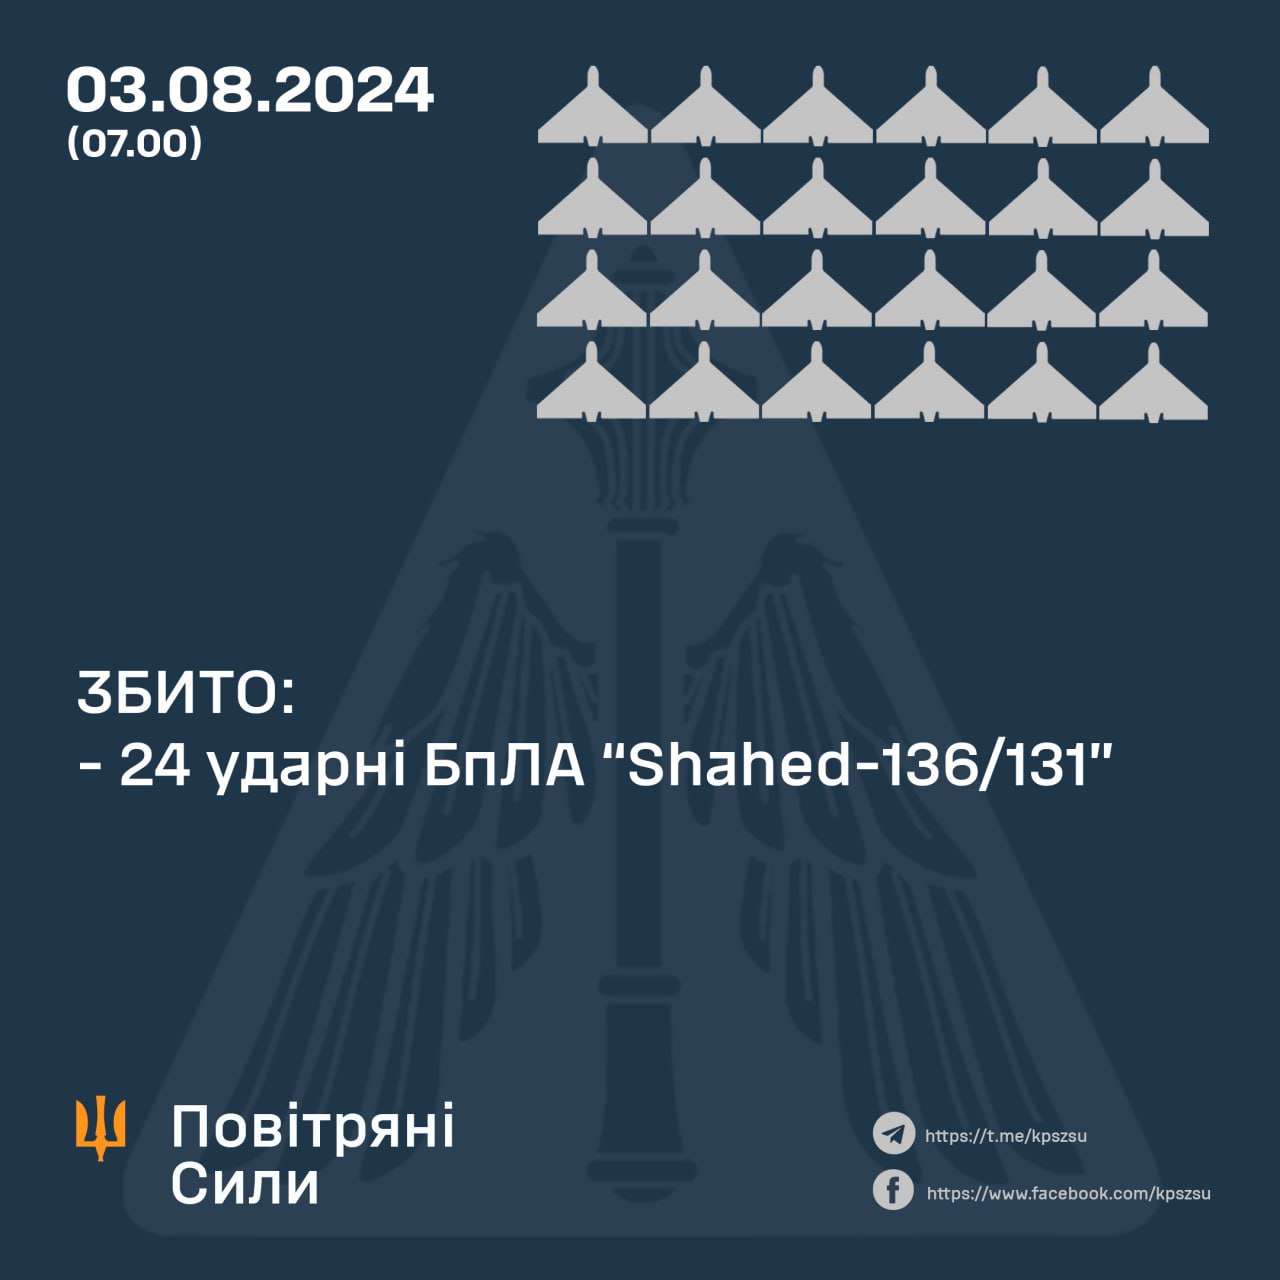 03.08.2024
(07.00)
ЗБИТО:
- 24 ударні БпЛА “Shahed-136/131”
Повітряні
Сили
https://t.me/kpszsu
https://www.facebook.com/kpszsu